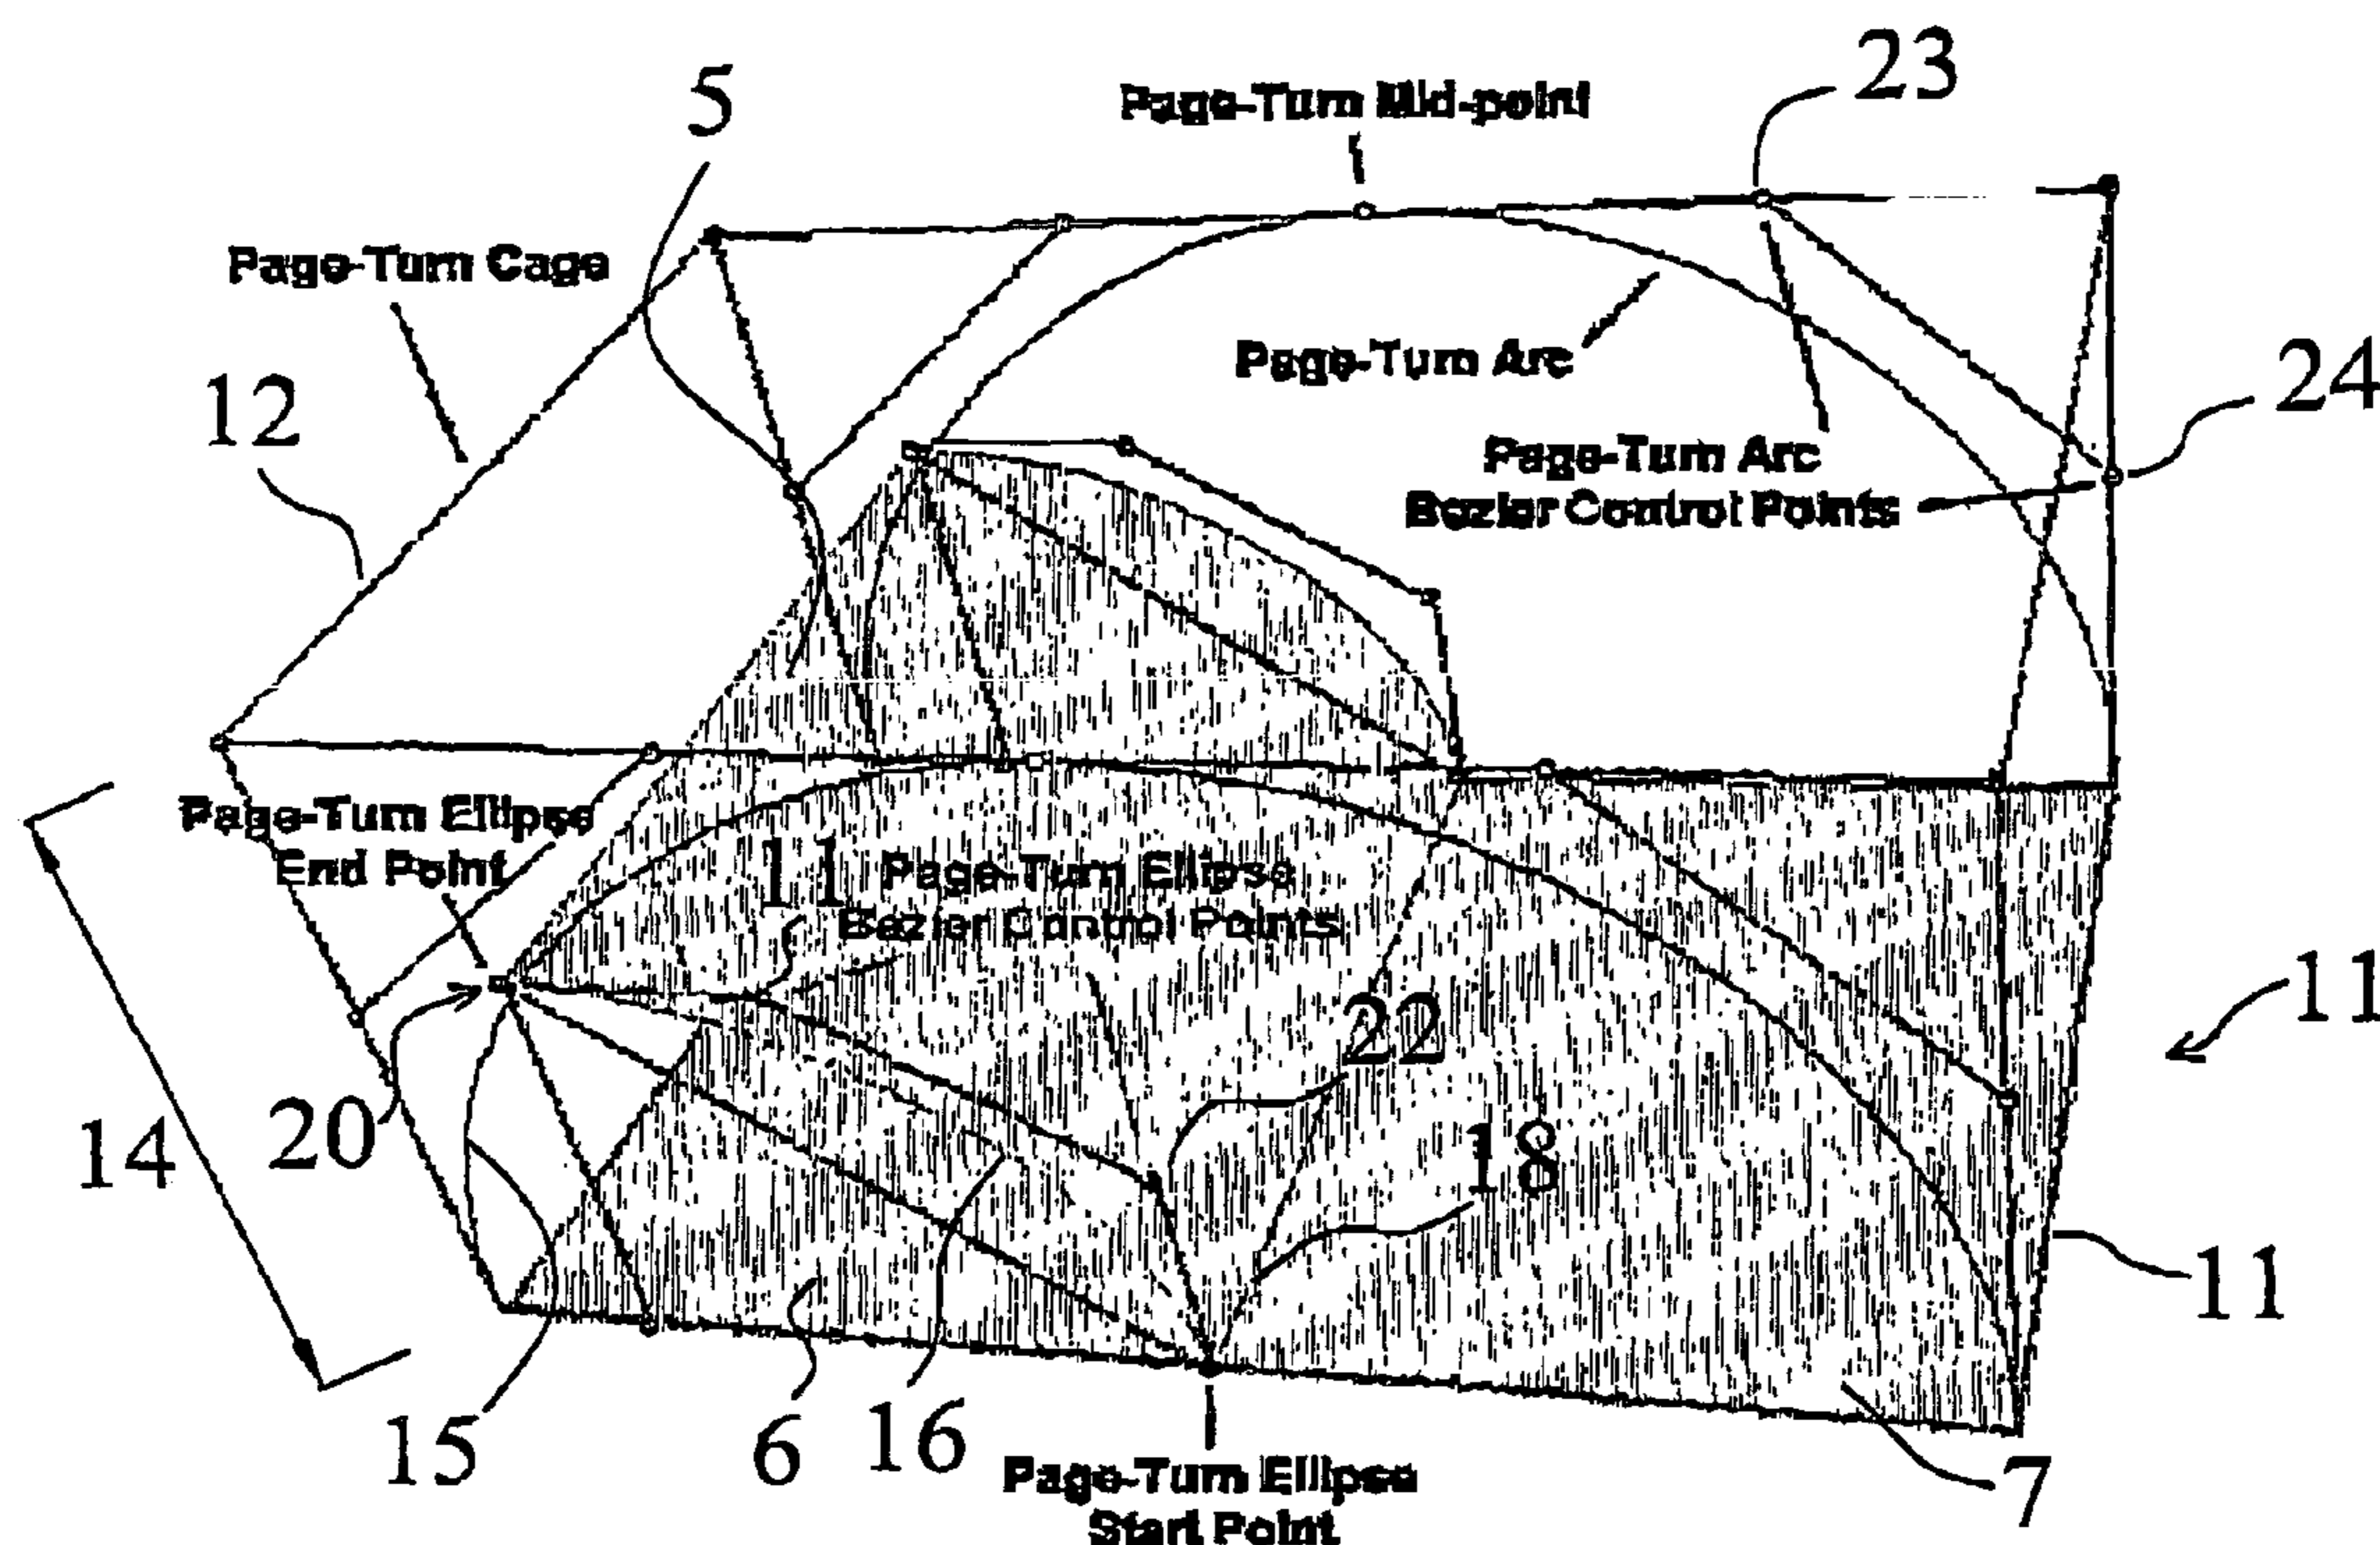 23
5
Page-Turn Mid-point
Page-Turn Cage
Page-Turn Arc
24
12
Page-Turn Arc
Bezier Control Points
Page-Turn Ellipse
End Point
11
Page-Turn Ellipse
Bezier Control Points
11
22
14
20
18
11
15
6
16
7
Page-Turn Ellipse
Start Point